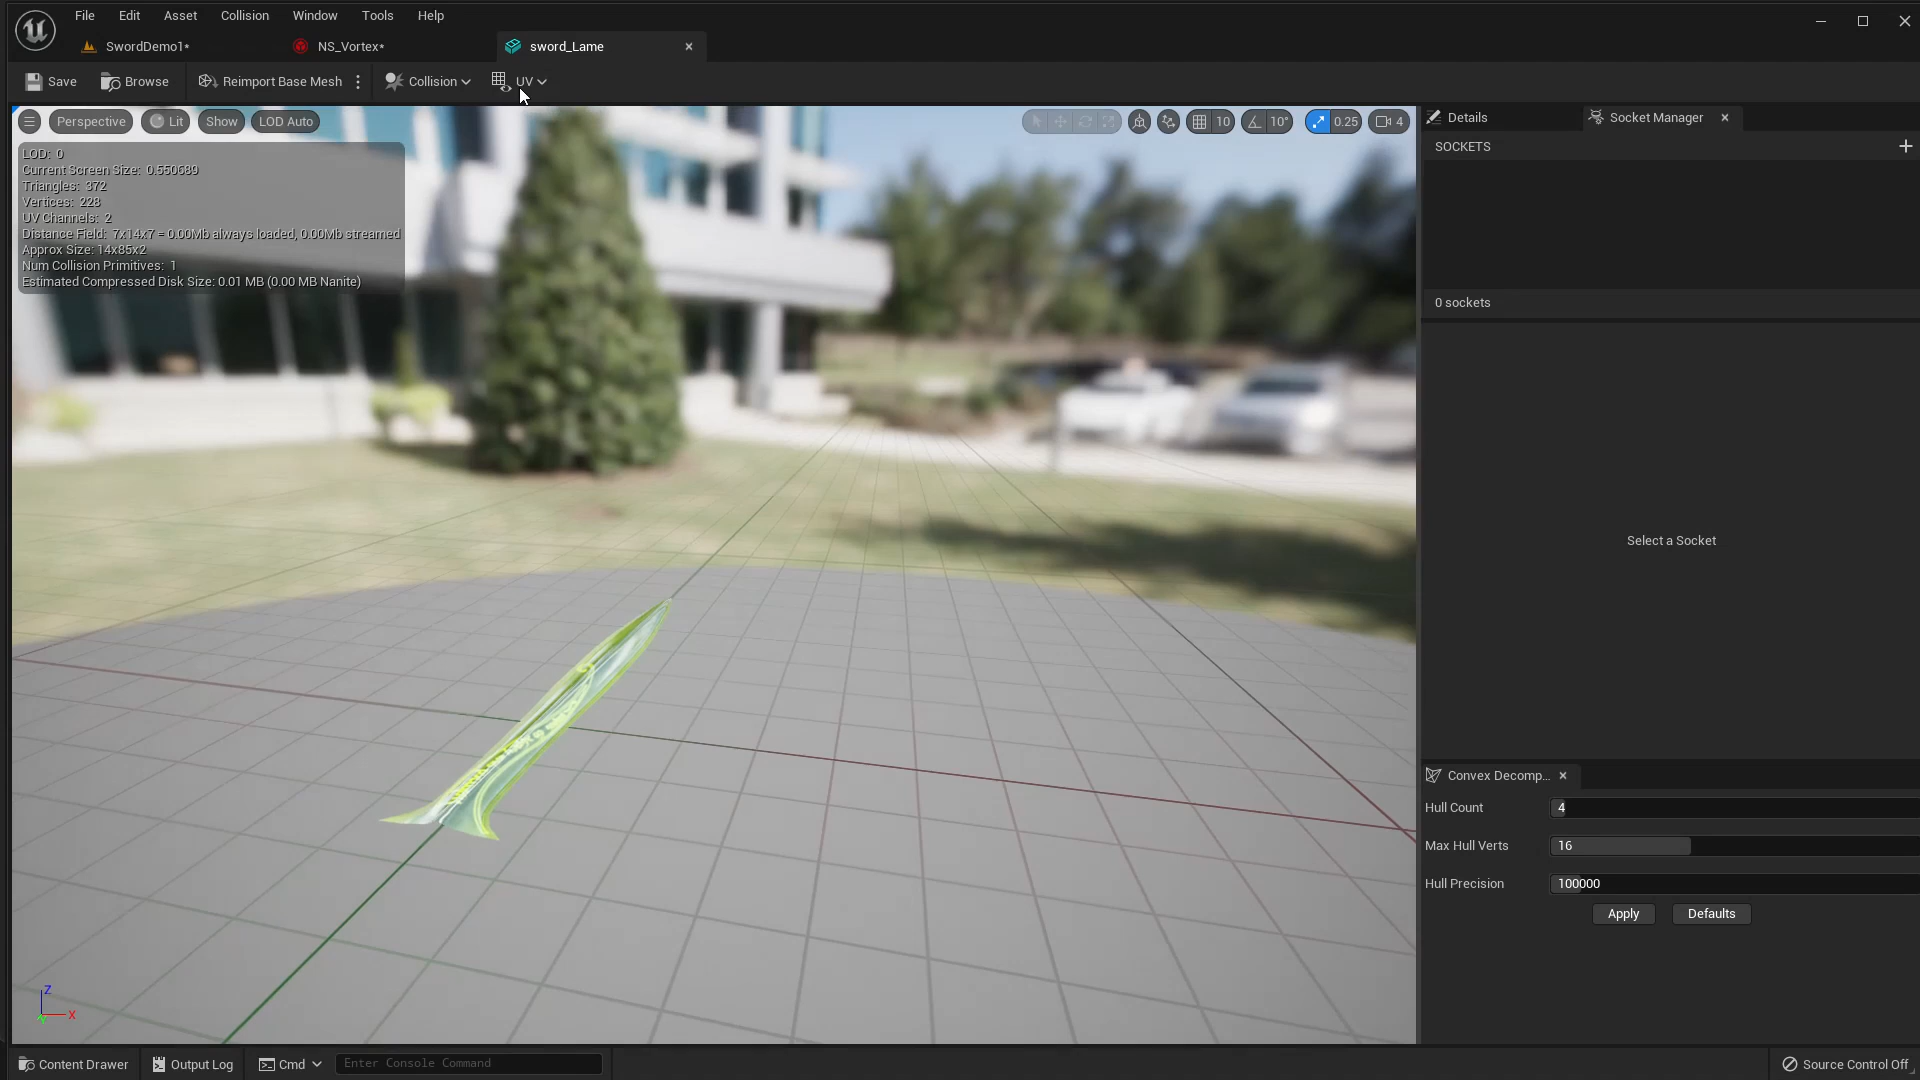 File Edit Asset Collision Window Tools Help
SwordDemo1* NS_Vortex* sword_Lame
Save Browse Reimport Base Mesh Collision UV
Perspective Lit Show LOD Auto 10 10° 0.25 4
LOD: 0
Current Screen Size: 0.550689
Triangles: 372
Vertices: 228
UV Channels: 2
Distance Field: 7x14x7 = 0.00Mb always loaded, 0.00Mb streamed
Approx Size: 14x85x2
Num Collision Primitives: 1
Estimated Compressed Disk Size: 0.01 MB (0.00 MB Nanite)
Z
X
Y
Details Socket Manager
SOCKETS
0 sockets
Select a Socket
Convex Decomp...
Hull Count 4
Max Hull Verts 16
Hull Precision 100000
Apply Defaults
Content Drawer Output Log Cmd Enter Console Command Source Control Off